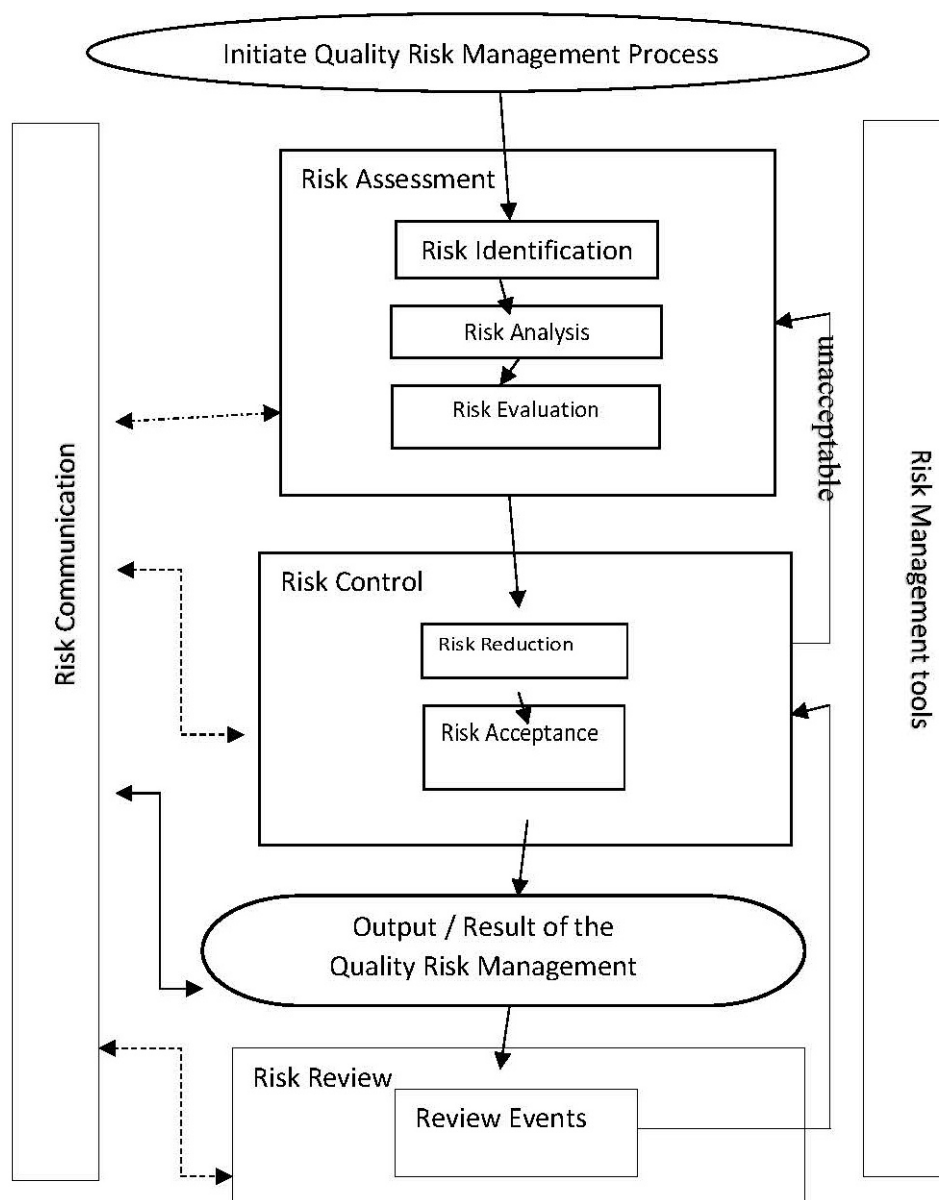 Initiate Quality Risk Management Process
Risk Assessment
Risk Identification
Risk Analysis
Risk Evaluation
unacceptable
Risk Communication
Risk Management tools
Risk Control
Risk Reduction
Risk Acceptance
Output / Result of the
Quality Risk Management
Risk Review
Review Events